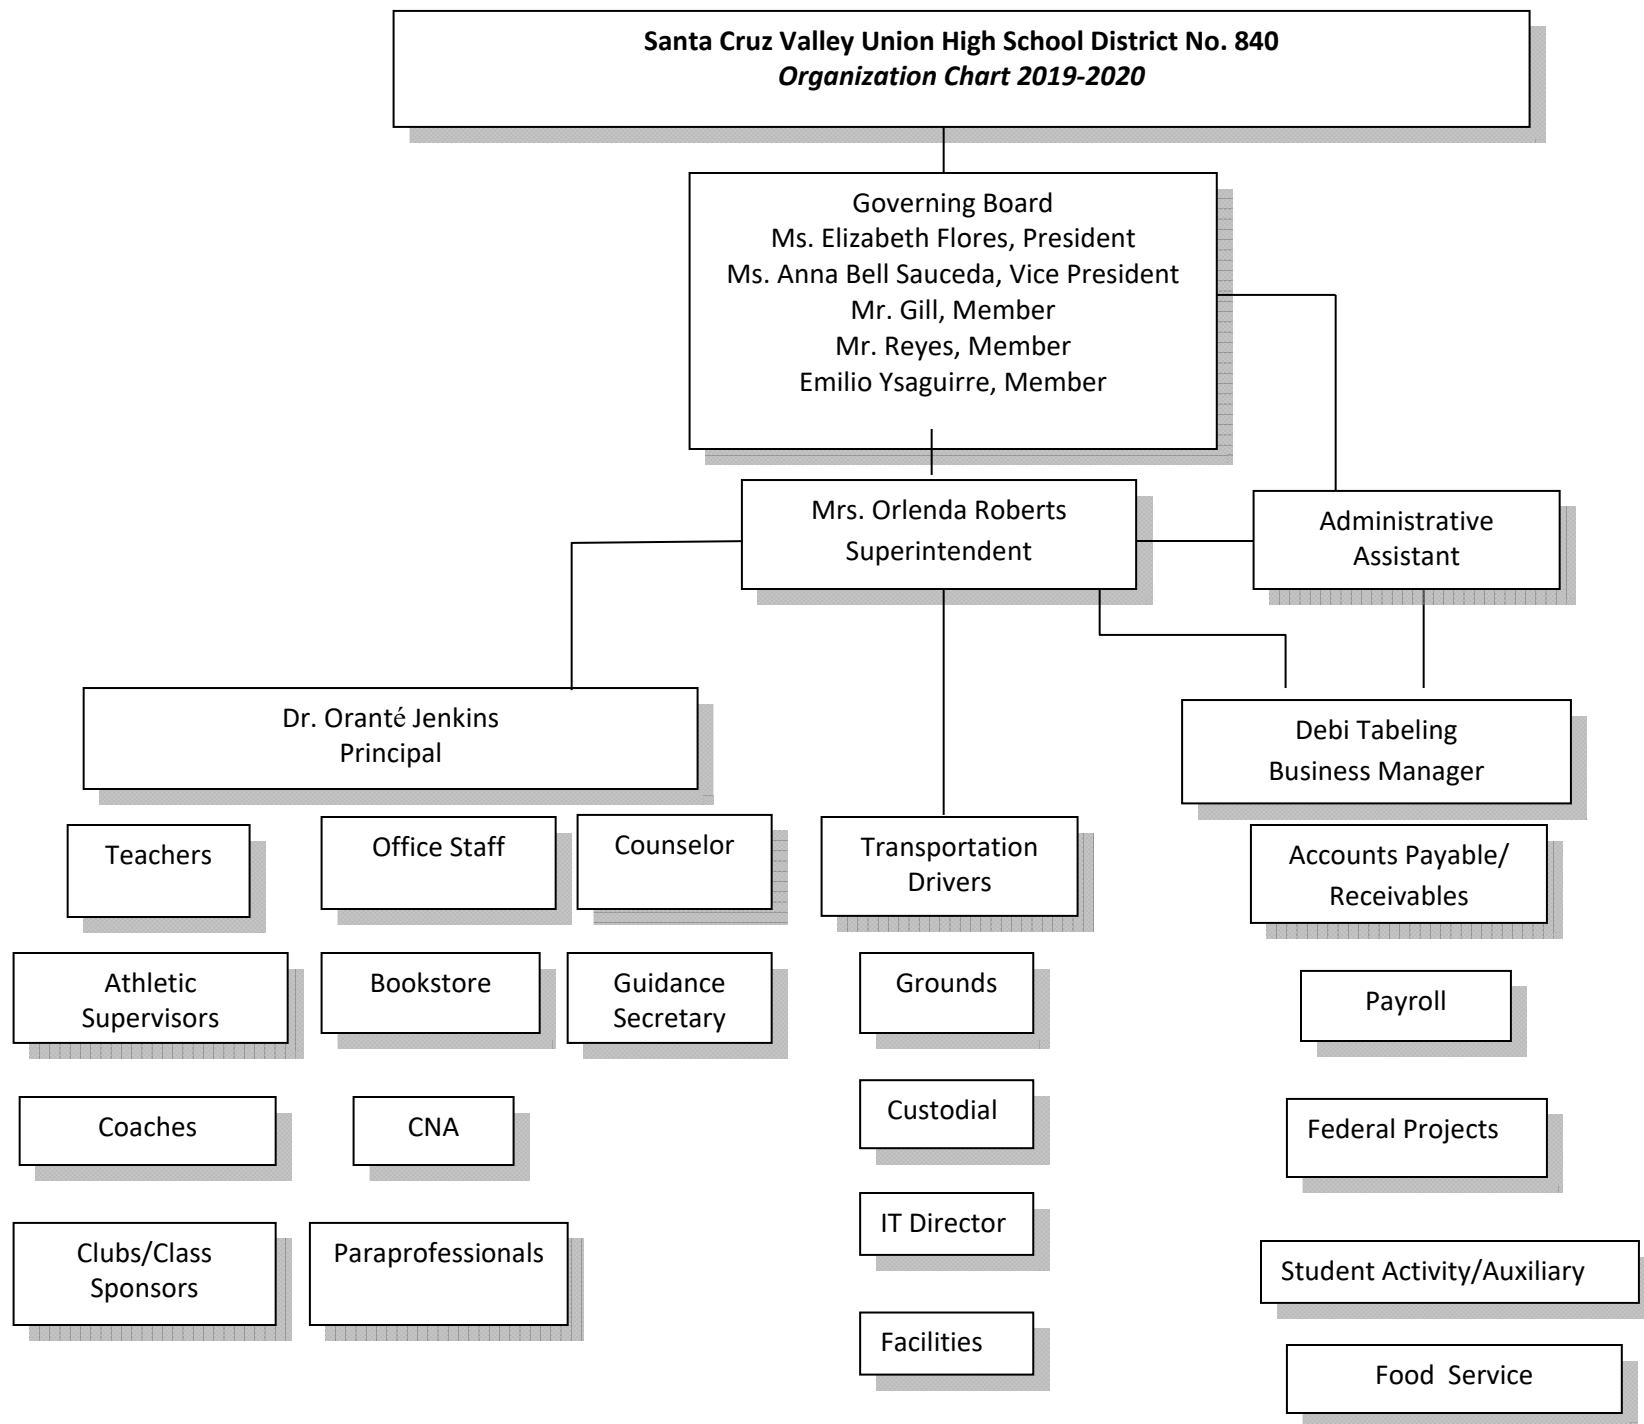 Santa Cruz Valley Union High School District No. 840
Organization Chart 2019-2020
Governing Board
Ms. Elizabeth Flores, President
Ms. Anna Bell Sauceda, Vice President
Mr. Gill, Member
Mr. Reyes, Member
Emilio Ysaguirre, Member
Mrs. Orlenda Roberts
Superintendent
Administrative
Assistant
Dr. Oranté Jenkins
Principal
Debi Tabeling
Business Manager
Teachers
Office Staff
Counselor
Transportation
Drivers
Accounts Payable/
Receivables
Athletic
Supervisors
Bookstore
Guidance
Secretary
Grounds
Payroll
Coaches
CNA
Custodial
Federal Projects
Clubs/Class
Sponsors
Paraprofessionals
IT Director
Student Activity/Auxiliary
Facilities
Food  Service